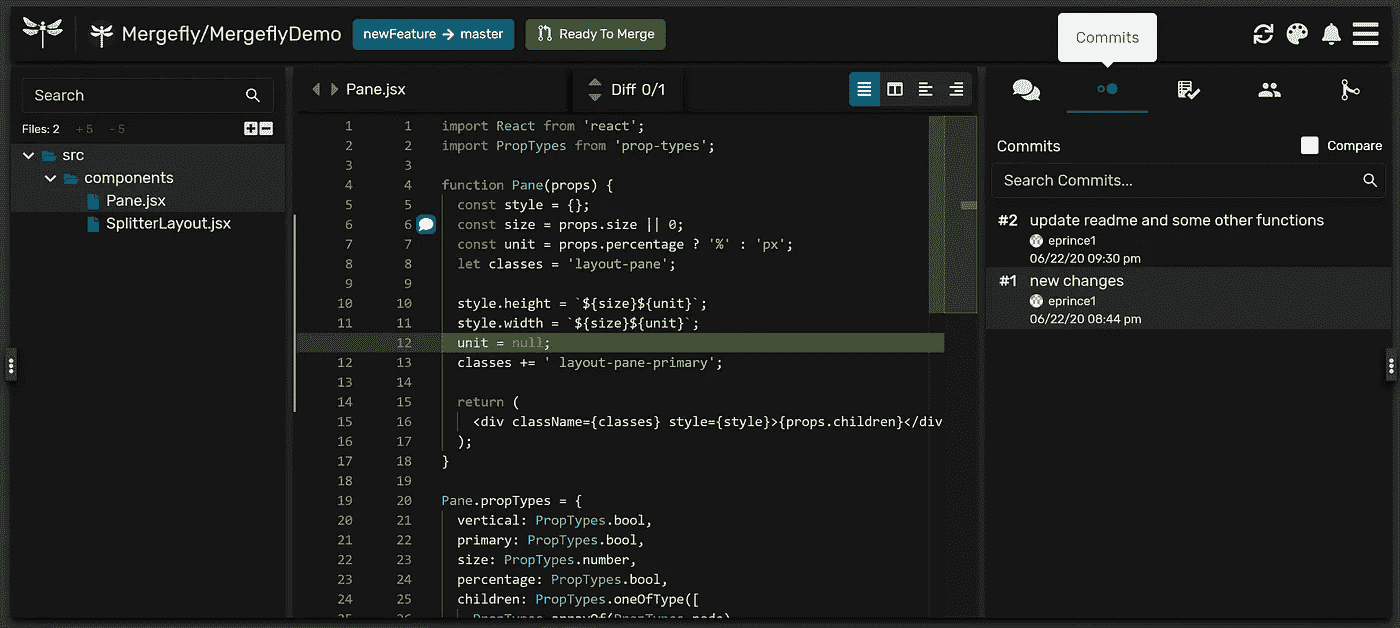 Mergefly/MergeflyDemo
newFeature → master
Ready To Merge
Commits
Search
Files: 2 +5 -5
src
components
Pane.jsx
SplitterLayout.jsx
Pane.jsx
Diff 0/1
1 1 import React from 'react';
2 2 import PropTypes from 'prop-types';
3 3
4 4 function Pane(props) {
5 5 const style = {};
6 6 const size = props.size || 0;
7 7 const unit = props.percentage ? '%' : 'px';
8 8 let classes = 'layout-pane';
9 9
10 10 style.height = `${size}${unit}`;
11 11 style.width = `${size}${unit}`;
12 unit = null;
12 13 classes += ' layout-pane-primary';
13 14
14 15 return (
15 16 <div className={classes} style={style}>{props.children}</div
16 17 );
17 18 }
18 19
19 20 Pane.propTypes = {
20 21 vertical: PropTypes.bool,
21 22 primary: PropTypes.bool,
22 23 size: PropTypes.number,
23 24 percentage: PropTypes.bool,
24 25 children: PropTypes.oneOfType([
25 26 PropTypes.arrayOf(PropTypes.node)
Commits
Compare
Search Commits...
#2 update readme and some other functions
eprince1
06/22/20 09:30 pm
#1 new changes
eprince1
06/22/20 08:44 pm